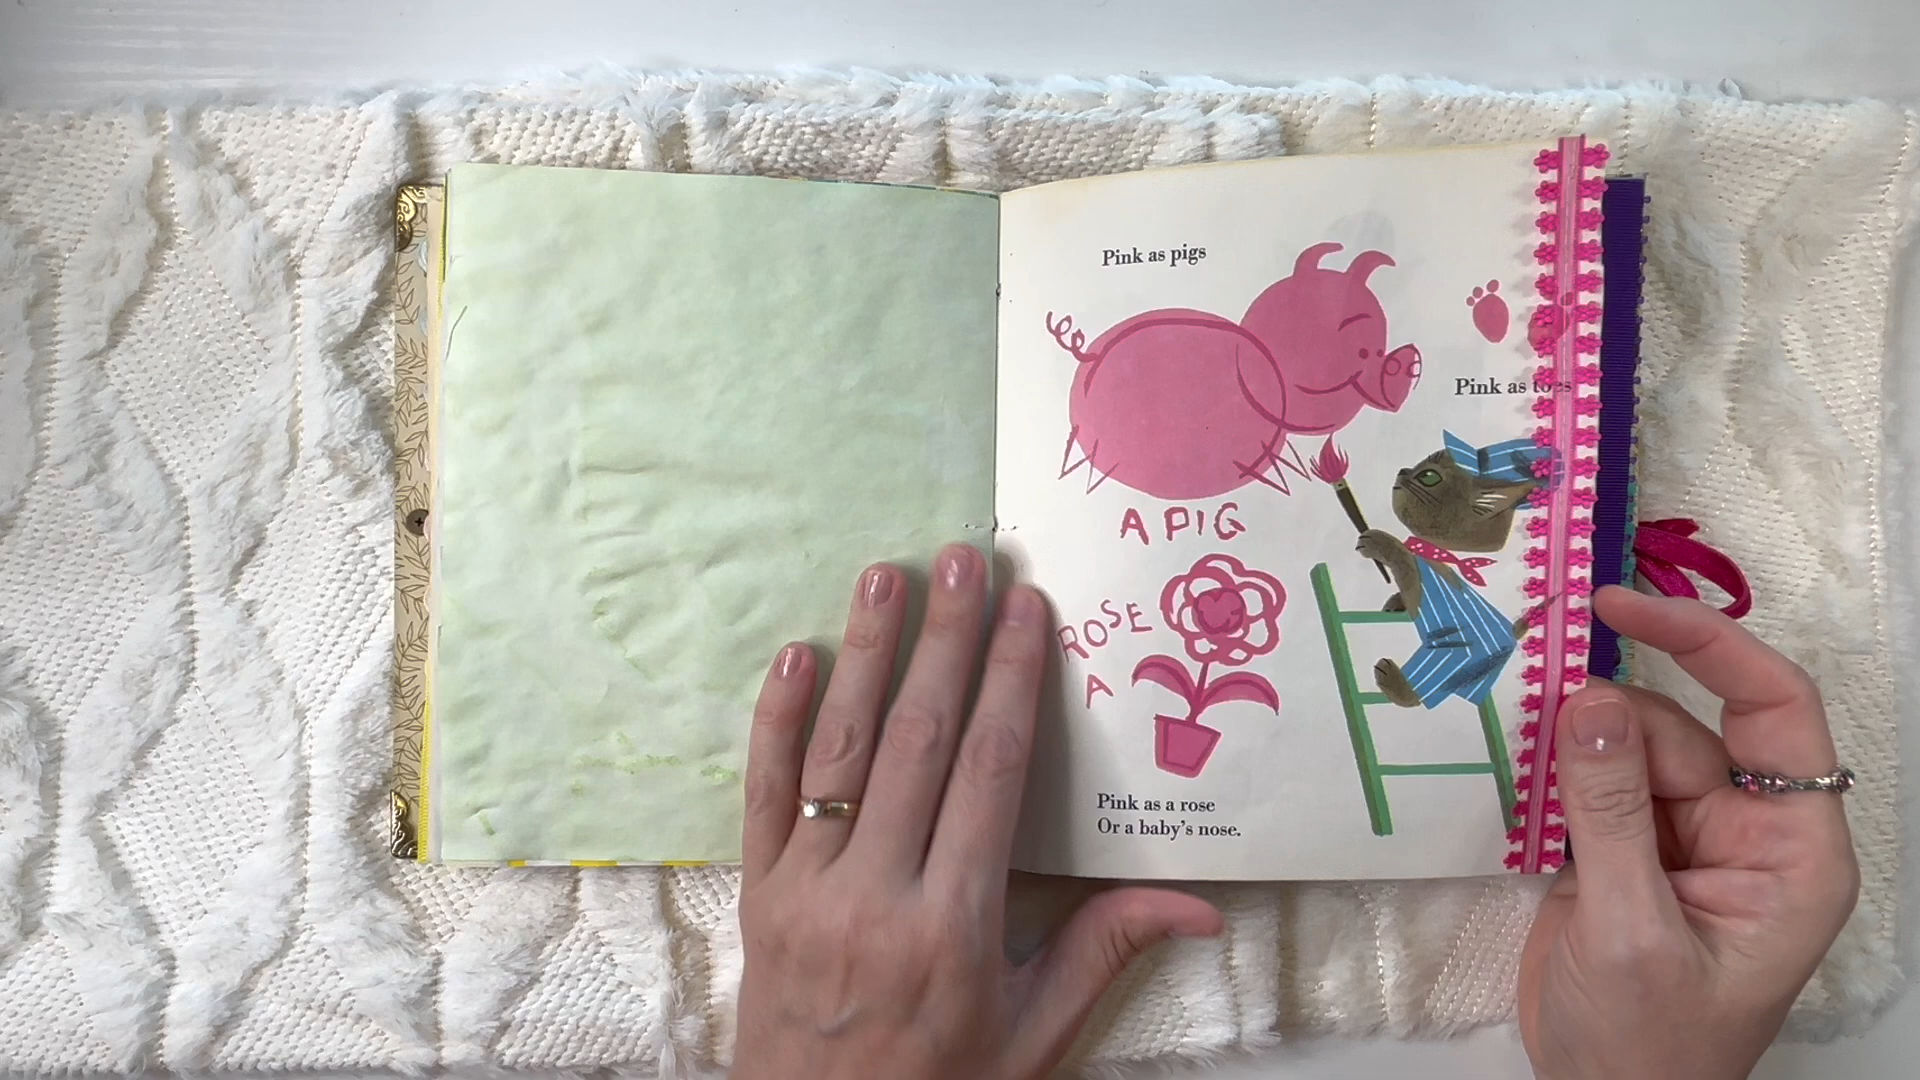 Pink as pigs
Pink as toes
A PIG
ROSE
A
Pink as a rose
Or a baby's nose.